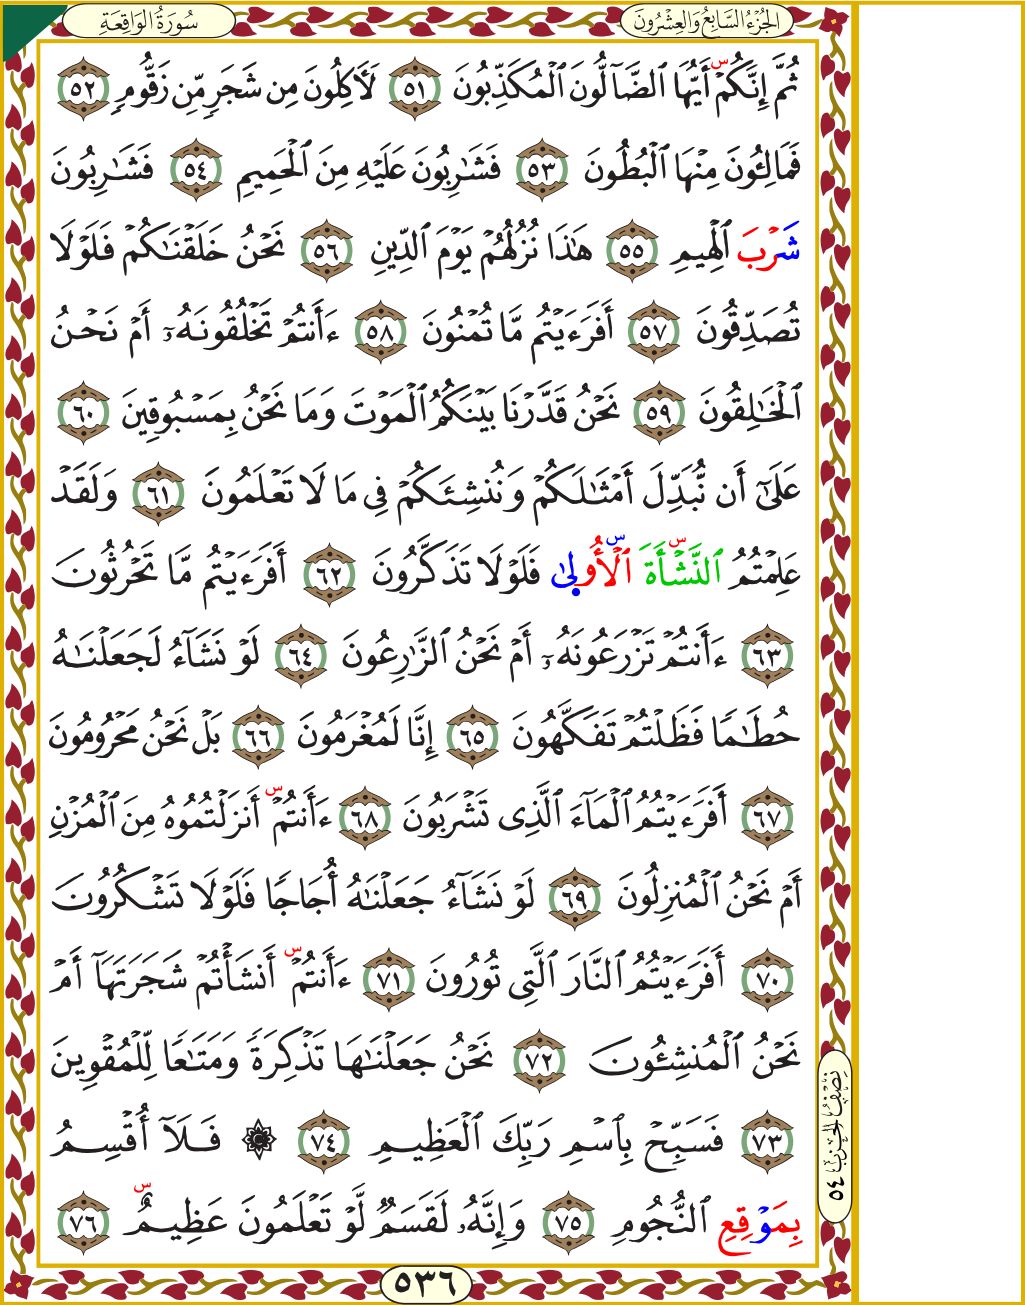 الجُزْءُ السَّابِعُ وَالعِشْرُونَ
سُورَةُ الوَاقِعَةِ
ثُمَّ إِنَّكُمُۥ أَيُّهَا ٱلضَّآلُّونَ ٱلْمُكَذِّبُونَ ٥١ لَأٓكِلُونَ مِن شَجَرٍ مِّن زَقُّومٍ ٥٢
فَمَالِـُٔونَ مِنْهَا ٱلْبُطُونَ ٥٣ فَشَٰرِبُونَ عَلَيْهِ مِنَ ٱلْحَمِيمِ ٥٤ فَشَٰرِبُونَ
شَرْبَ ٱلْهِيمِ ٥٥ هَٰذَا نُزُلُهُمْ يَوْمَ ٱلدِّينِ ٥٦ نَحْنُ خَلَقْنَٰكُمْ فَلَوْلَا
تُصَدِّقُونَ ٥٧ أَفَرَءَيْتُم مَّا تُمْنُونَ ٥٨ ءَأَنتُمْ تَخْلُقُونَهُۥٓ أَمْ نَحْنُ
ٱلْخَٰلِقُونَ ٥٩ نَحْنُ قَدَّرْنَا بَيْنَكُمُ ٱلْمَوْتَ وَمَا نَحْنُ بِمَسْبُوقِينَ ٦٠
عَلَىٰٓ أَن نُّبَدِّلَ أَمْثَٰلَكُمْ وَنُنشِئَكُمْ فِى مَا لَا تَعْلَمُونَ ٦١ وَلَقَدْ
عَلِمْتُمُ ٱلنَّشْأَةَ ٱلْأُولَىٰ فَلَوْلَا تَذَكَّرُونَ ٦٢ أَفَرَءَيْتُم مَّا تَحْرُثُونَ
٦٣ ءَأَنتُمْ تَزْرَعُونَهُۥٓ أَمْ نَحْنُ ٱلزَّٰرِعُونَ ٦٤ لَوْ نَشَآءُ لَجَعَلْنَٰهُ
حُطَٰمًا فَظَلْتُمْ تَفَكَّهُونَ ٦٥ إِنَّا لَمُغْرَمُونَ ٦٦ بَلْ نَحْنُ مَحْرُومُونَ
٦٧ أَفَرَءَيْتُمُ ٱلْمَآءَ ٱلَّذِى تَشْرَبُونَ ٦٨ ءَأَنتُمْ أَنزَلْتُمُوهُ مِنَ ٱلْمُزْنِ
أَمْ نَحْنُ ٱلْمُنزِلُونَ ٦٩ لَوْ نَشَآءُ جَعَلْنَٰهُ أُجَاجًا فَلَوْلَا تَشْكُرُونَ
٧٠ أَفَرَءَيْتُمُ ٱلنَّارَ ٱلَّتِى تُورُونَ ٧١ ءَأَنتُمْ أَنشَأْتُمْ شَجَرَتَهَآ أَمْ
نَحْنُ ٱلْمُنشِـُٔونَ ٧٢ نَحْنُ جَعَلْنَٰهَا تَذْكِرَةً وَمَتَٰعًا لِّلْمُقْوِينَ
٧٣ فَسَبِّحْ بِٱسْمِ رَبِّكَ ٱلْعَظِيمِ ٧٤ ۞ فَلَآ أُقْسِمُ
بِمَوْقِعِ ٱلنُّجُومِ ٧٥ وَإِنَّهُۥ لَقَسَمٌ لَّوْ تَعْلَمُونَ عَظِيمٌ ٧٦
نِصْفُ الحِزْبِ ٥٤
٥٣٦